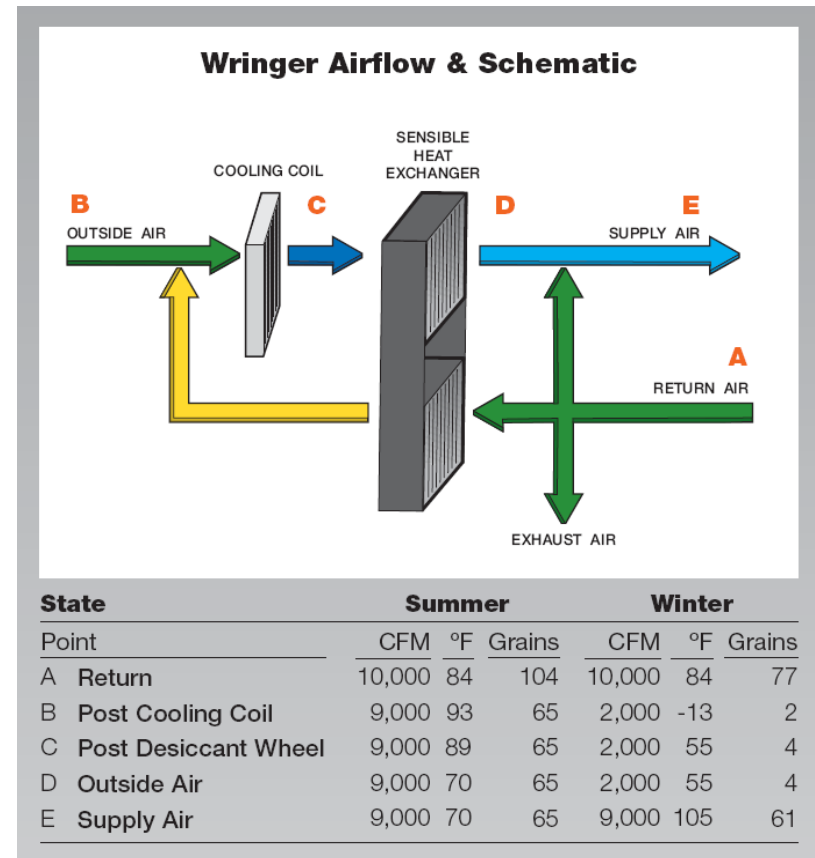 Wringer Airflow & Schematic
SENSIBLE
HEAT
EXCHANGER
COOLING COIL
B
C
D
E
OUTSIDE AIR
SUPPLY AIR
A
RETURN AIR
EXHAUST AIR
State Summer Winter
Point CFM ºF Grains CFM ºF Grains
A Return 10,000 84 104 10,000 84 77
B Post Cooling Coil 9,000 93 65 2,000 -13 2
C Post Desiccant Wheel 9,000 89 65 2,000 55 4
D Outside Air 9,000 70 65 2,000 55 4
E Supply Air 9,000 70 65 9,000 105 61